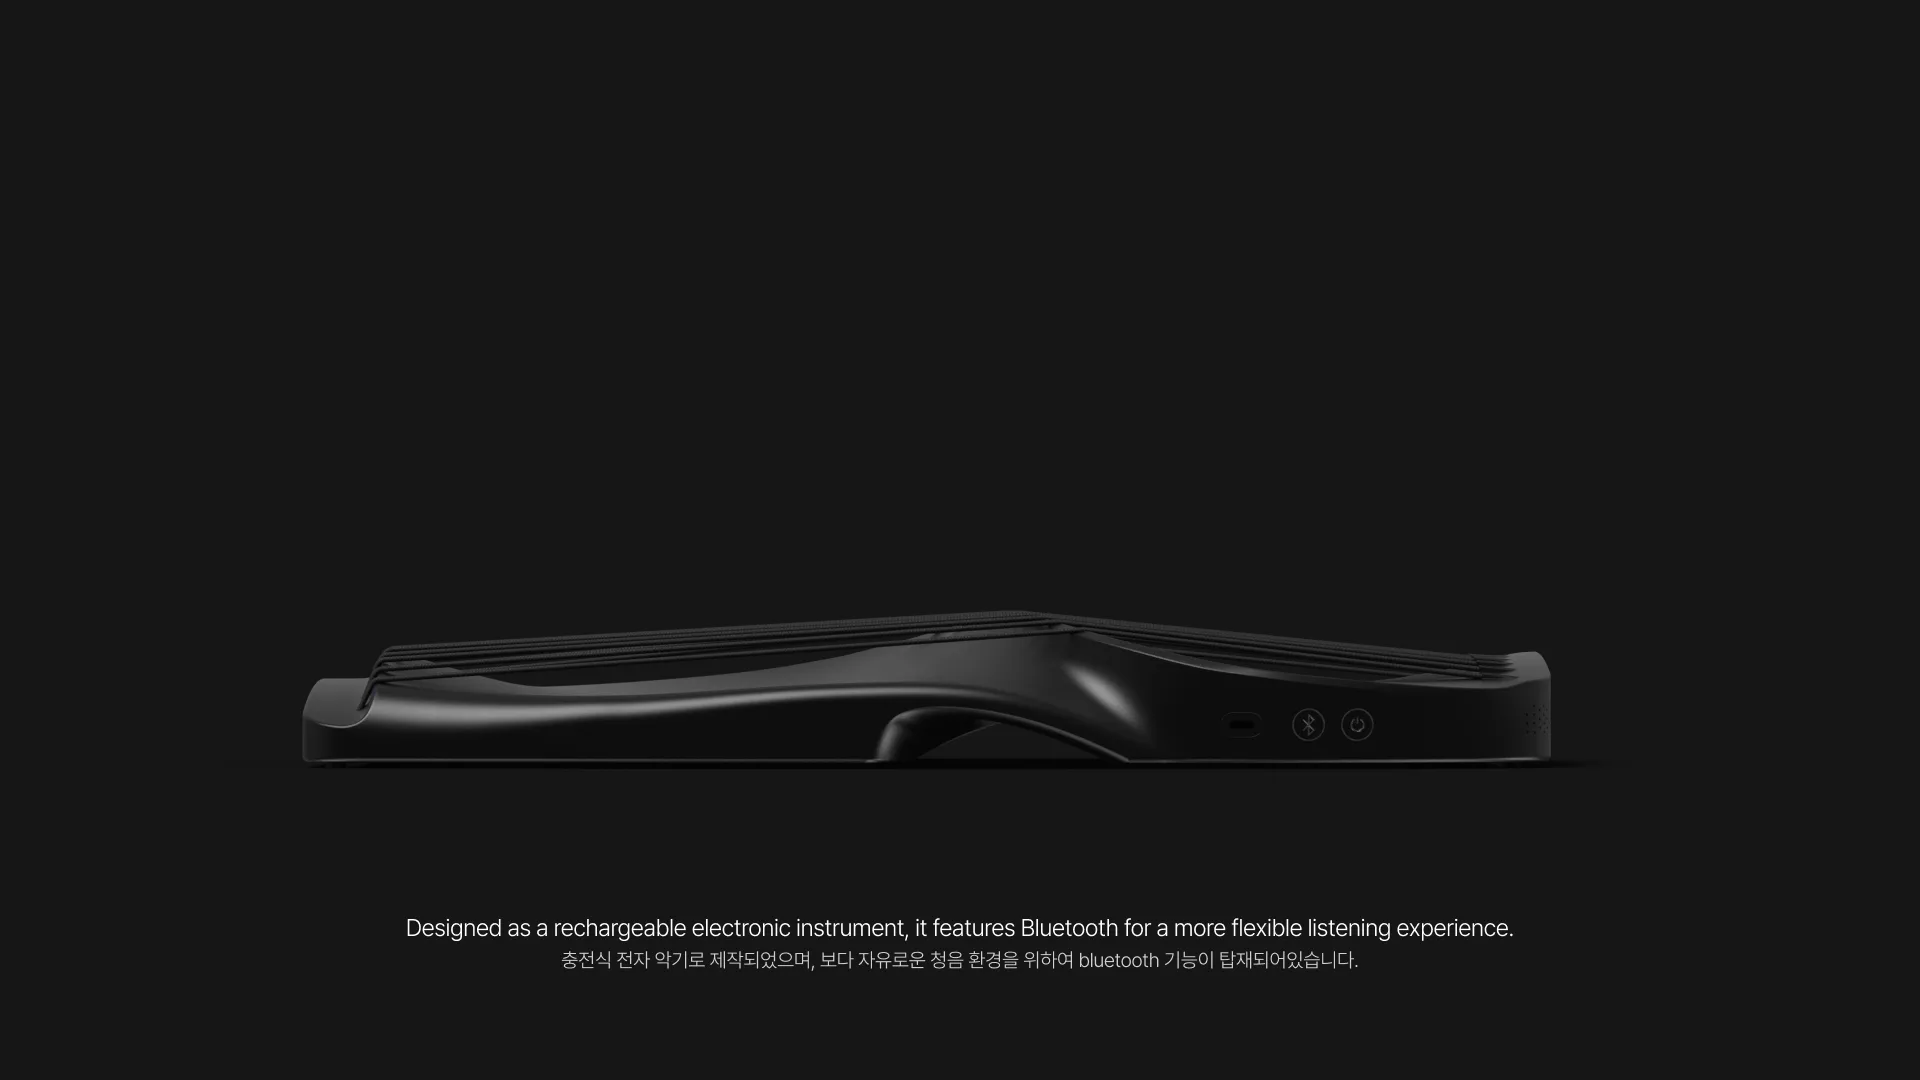 Designed as a rechargeable electronic instrument, it features Bluetooth for a more flexible listening experience.
충전식 전자 악기로 제작되었으며, 보다 자유로운 청음 환경을 위하여 bluetooth 기능이 탑재되어있습니다.